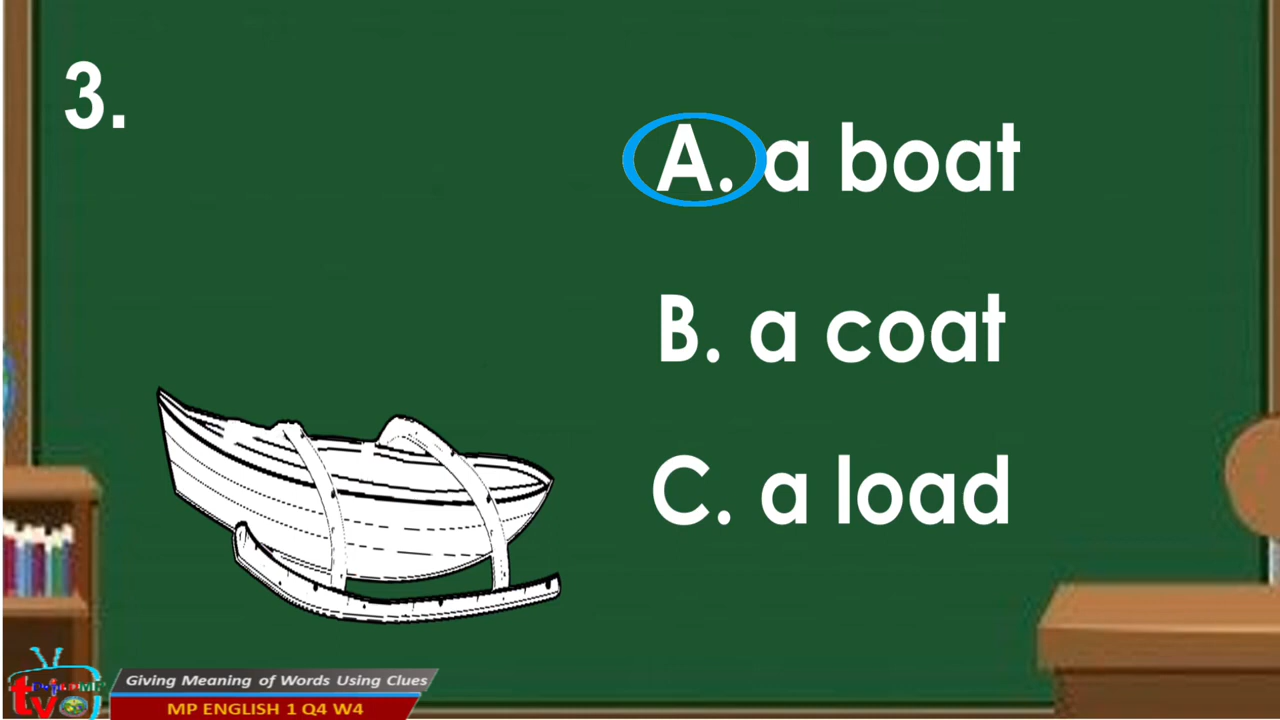 3.
A. a boat
B. a coat
C. a load
Giving Meaning of Words Using Clues
MP ENGLISH 1 Q4 W4
tv